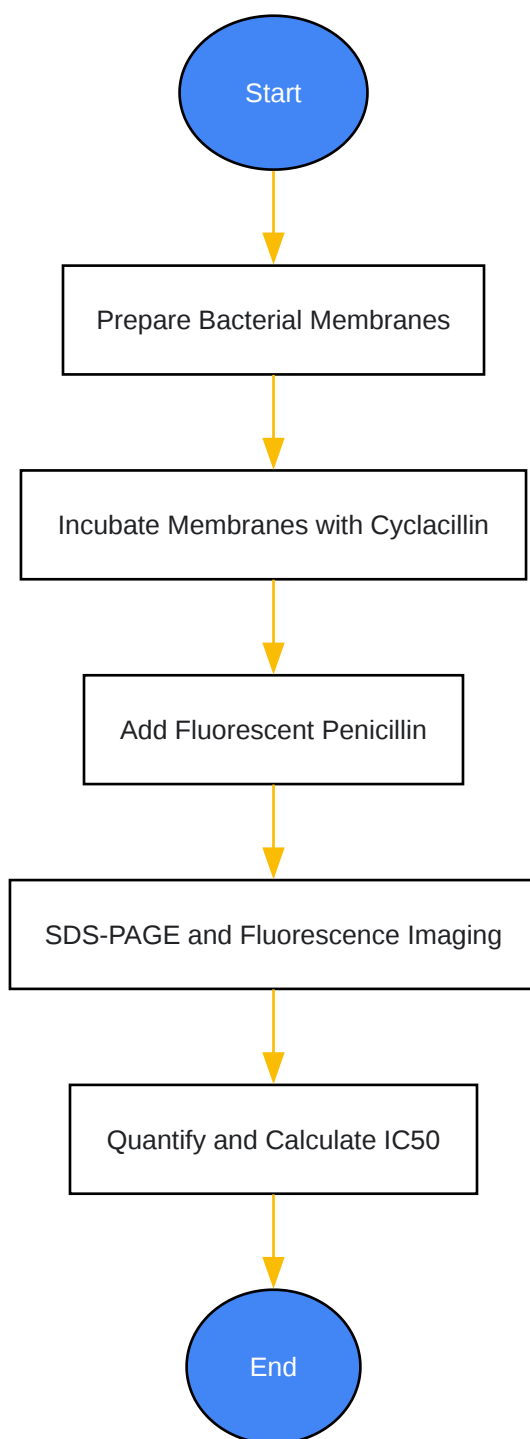 Start
Prepare Bacterial Membranes
Incubate Membranes with Cyclacillin
Add Fluorescent Penicillin
SDS-PAGE and Fluorescence Imaging
Quantify and Calculate IC50
End